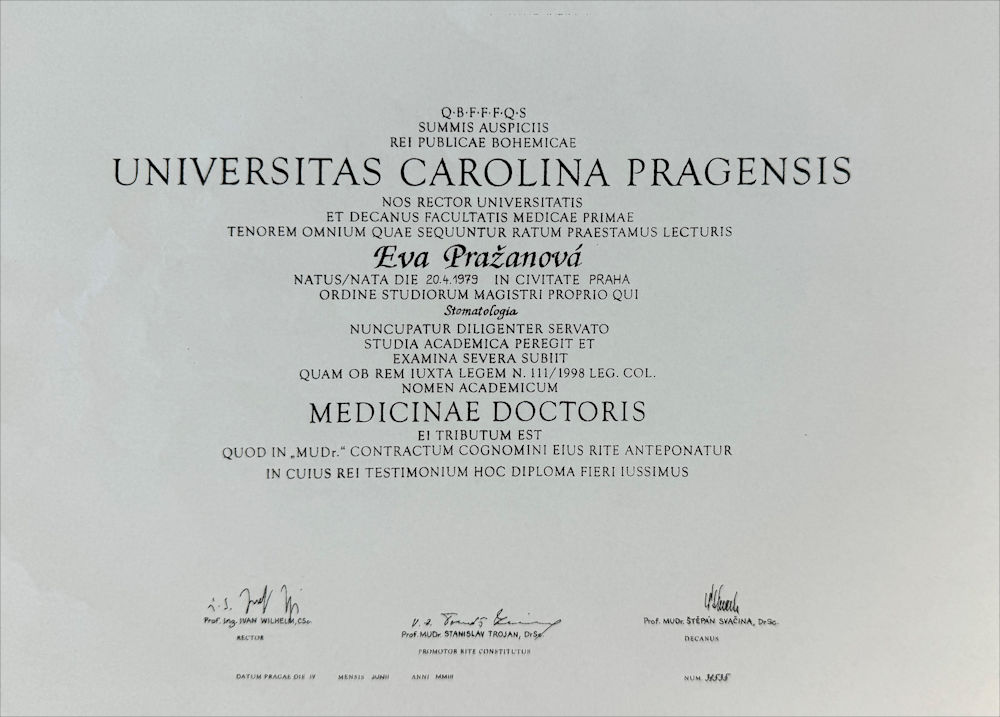 Q·B·F·F·F·Q·S
SUMMIS AUSPICIIS
REI PUBLICAE BOHEMICAE
UNIVERSITAS CAROLINA PRAGENSIS
NOS RECTOR UNIVERSITATIS
ET DECANUS FACULTATIS MEDICAE PRIMAE
TENOREM OMNIUM QUAE SEQUUNTUR RATUM PRAESTAMUS LECTURIS
Eva Pražanová
NATUS/NATA DIE 20.4.1979 IN CIVITATE PRAHA
ORDINE STUDIORUM MAGISTRI PROPRIO QUI
Stomatologia
NUNCUPATUR DILIGENTER SERVATO
STUDIA ACADEMICA PEREGIT ET
EXAMINA SEVERA SUBIIT
QUAM OB REM IUXTA LEGEM N. 111/1998 LEG. COL.
NOMEN ACADEMICUM
MEDICINAE DOCTORIS
EI TRIBUTUM EST
QUOD IN „MUDr.“ CONTRACTUM COGNOMINI EIUS RITE ANTEPONATUR
IN CUIUS REI TESTIMONIUM HOC DIPLOMA FIERI IUSSIMUS
Prof. Ing. IVAN WILHELM, CSc.
RECTOR
Prof. MUDr. STANISLAV TROJAN, DrSc.
PROMOTOR RITE CONSTITUTUS
Prof. MUDr. ŠTĚPÁN SVAČINA, DrSc.
DECANUS
DATUM PRAGAE DIE IV MENSIS JUNII ANNI MMIII
NUM.